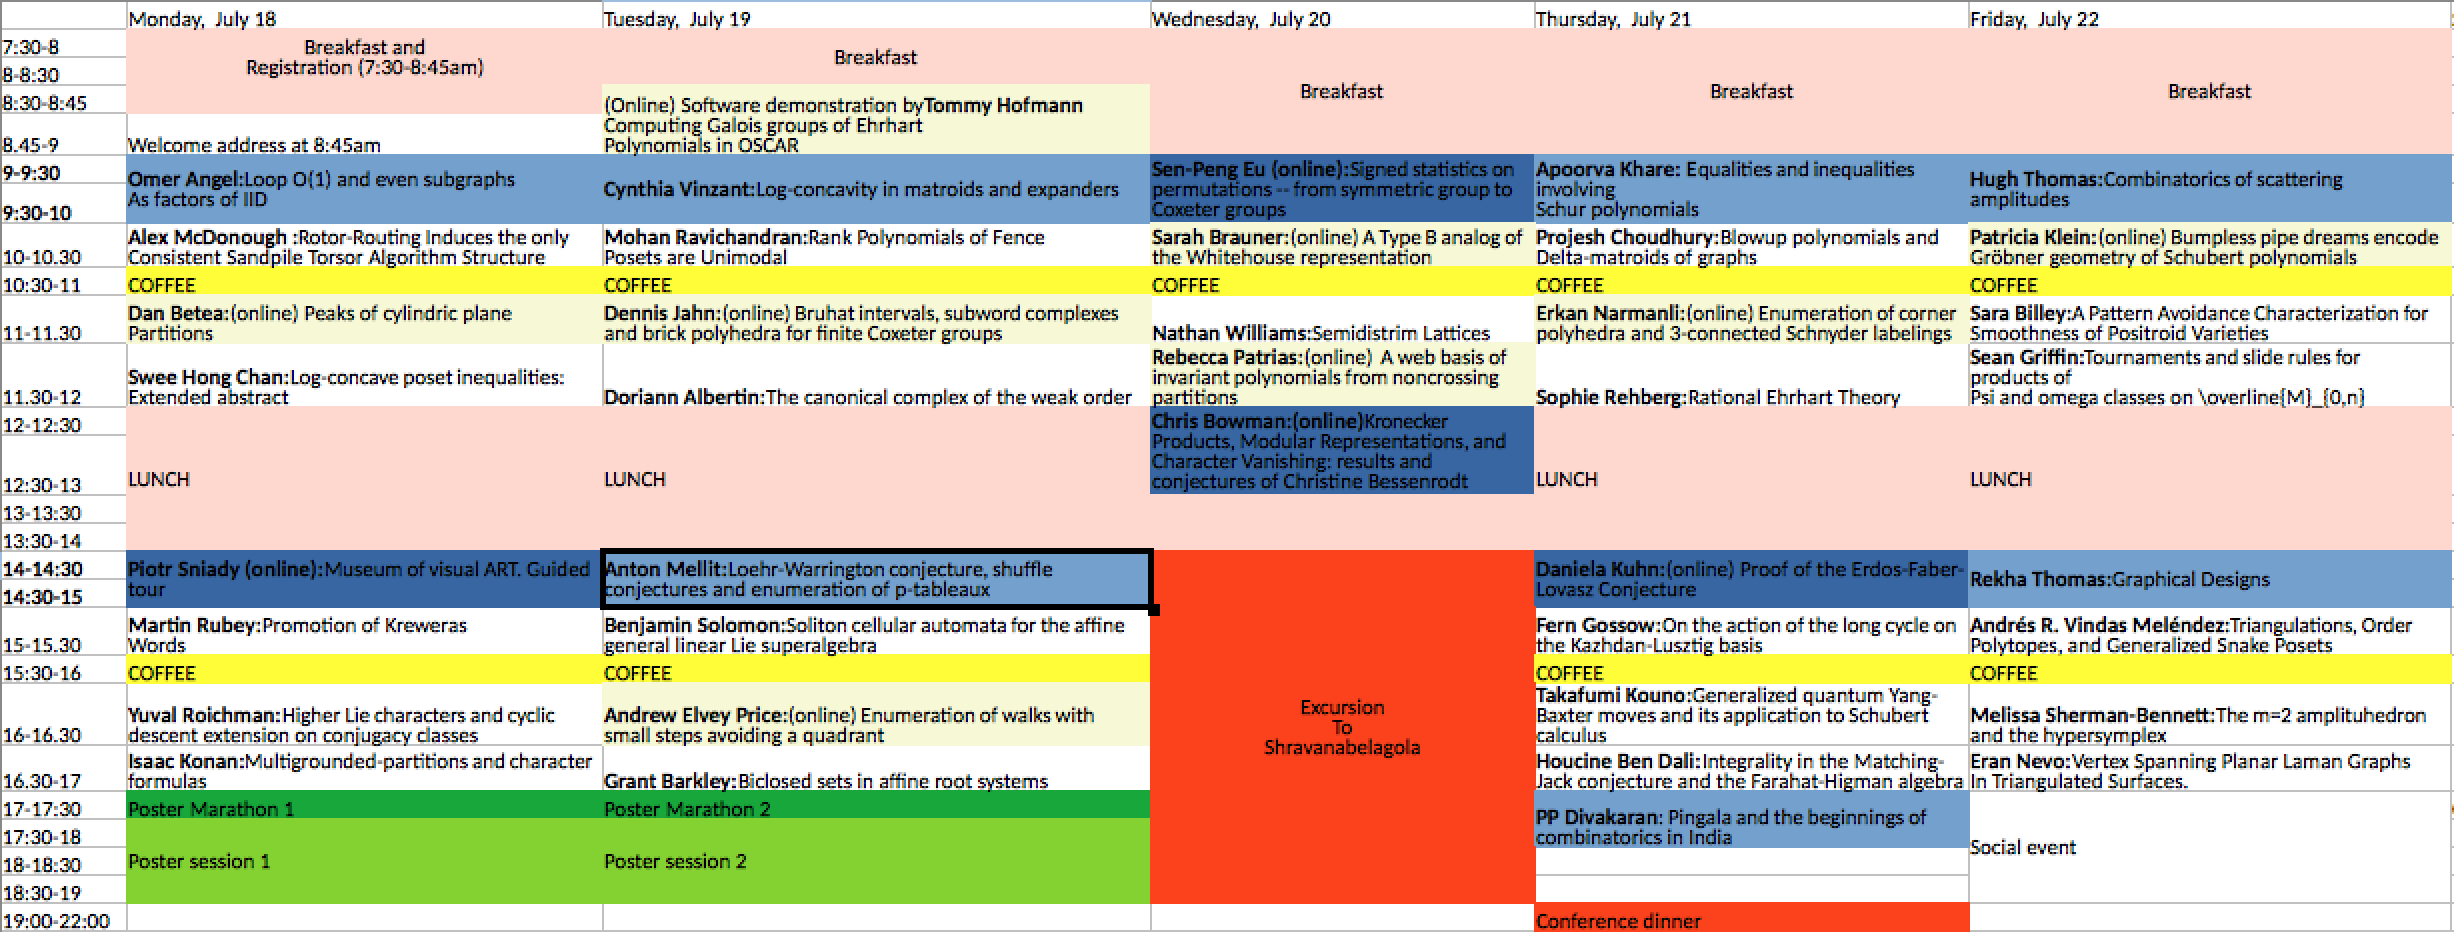 Monday,  July 18
Tuesday,  July 19
Wednesday,  July 20
Thursday,  July 21
Friday,  July 22
7:30-8
Breakfast and
Registration (7:30-8:45am)
Breakfast
Breakfast
Breakfast
Breakfast
8-8:30
8:30-8:45
(Online) Software demonstration byTommy Hofmann
Computing Galois groups of Ehrhart
Polynomials in OSCAR
8.45-9
Welcome address at 8:45am
9-9:30
9:30-10
Omer Angel:Loop O(1) and even subgraphs
As factors of IID
Cynthia Vinzant:Log-concavity in matroids and expanders
Sen-Peng Eu (online):Signed statistics on
permutations -- from symmetric group to
Coxeter groups
Apoorva Khare: Equalities and inequalities
involving
Schur polynomials
Hugh Thomas:Combinatorics of scattering
amplitudes
10-10.30
Alex McDonough :Rotor-Routing Induces the only
Consistent Sandpile Torsor Algorithm Structure
Mohan Ravichandran:Rank Polynomials of Fence
Posets are Unimodal
Sarah Brauner:(online) A Type B analog of
the Whitehouse representation
Projesh Choudhury:Blowup polynomials and
Delta-matroids of graphs
Patricia Klein:(online) Bumpless pipe dreams encode
Gröbner geometry of Schubert polynomials
10:30-11
COFFEE
COFFEE
COFFEE
COFFEE
COFFEE
11-11.30
Dan Betea:(online) Peaks of cylindric plane
Partitions
Dennis Jahn:(online) Bruhat intervals, subword complexes
and brick polyhedra for finite Coxeter groups
Nathan Williams:Semidistrim Lattices
Erkan Narmanli:(online) Enumeration of corner
polyhedra and 3-connected Schnyder labelings
Sara Billey:A Pattern Avoidance Characterization for
Smoothness of Positroid Varieties
11.30-12
Swee Hong Chan:Log-concave poset inequalities:
Extended abstract
Doriann Albertin:The canonical complex of the weak order
Rebecca Patrias:(online)  A web basis of
invariant polynomials from noncrossing
partitions
Sophie Rehberg:Rational Ehrhart Theory
Sean Griffin:Tournaments and slide rules for
products of
Psi and omega classes on \overline{M}_{0,n}
12-12:30
12:30-13
LUNCH
LUNCH
Chris Bowman:(online)Kronecker
Products, Modular Representations, and
Character Vanishing: results and
conjectures of Christine Bessenrodt
LUNCH
LUNCH
13-13:30
13:30-14
14-14:30
14:30-15
Piotr Sniady (online):Museum of visual ART. Guided
tour
Anton Mellit:Loehr-Warrington conjecture, shuffle
conjectures and enumeration of p-tableaux
Daniela Kuhn:(online) Proof of the Erdos-Faber-
Lovasz Conjecture
Rekha Thomas:Graphical Designs
15-15.30
Martin Rubey:Promotion of Kreweras
Words
Benjamin Solomon:Soliton cellular automata for the affine
general linear Lie superalgebra
Fern Gossow:On the action of the long cycle on
the Kazhdan-Lusztig basis
Andrés R. Vindas Meléndez:Triangulations, Order
Polytopes, and Generalized Snake Posets
15:30-16
COFFEE
COFFEE
COFFEE
COFFEE
16-16.30
Yuval Roichman:Higher Lie characters and cyclic
descent extension on conjugacy classes
Andrew Elvey Price:(online) Enumeration of walks with
small steps avoiding a quadrant
Excursion
To
Shravanabelagola
Takafumi Kouno:Generalized quantum Yang-
Baxter moves and its application to Schubert
calculus
Melissa Sherman-Bennett:The m=2 amplituhedron
and the hypersymplex
16.30-17
Isaac Konan:Multigrounded-partitions and character
formulas
Grant Barkley:Biclosed sets in affine root systems
Houcine Ben Dali:Integrality in the Matching-
Jack conjecture and the Farahat-Higman algebra
Eran Nevo:Vertex Spanning Planar Laman Graphs
In Triangulated Surfaces.
17-17:30
Poster Marathon 1
Poster Marathon 2
PP Divakaran: Pingala and the beginnings of
combinatorics in India
17:30-18
18-18:30
Poster session 1
Poster session 2
Social event
18:30-19
19:00-22:00
Conference dinner